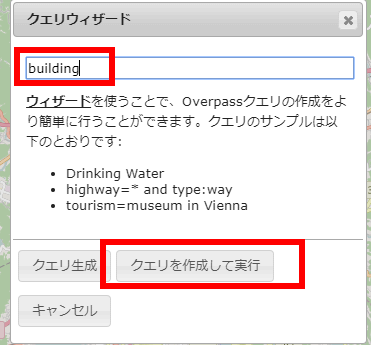 クエリウィザード
building
ウィザードを使うことで、Overpassクエリの作成をよ
り簡単に行うことができます。クエリのサンプルは以
下のとおりです:
• Drinking Water
• highway=* and type:way
• tourism=museum in Vienna
クエリ生成 クエリを作成して実行
キャンセル